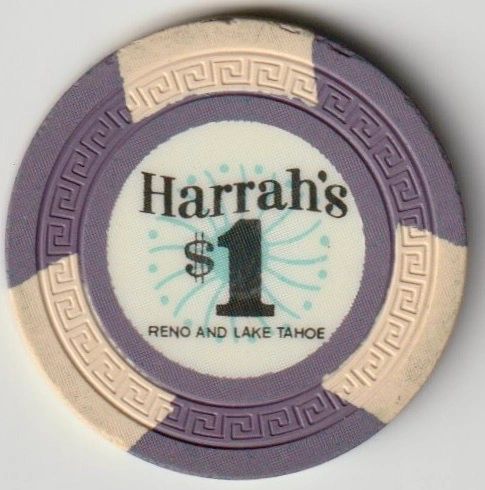 Harrah's
$1
RENO AND LAKE TAHOE